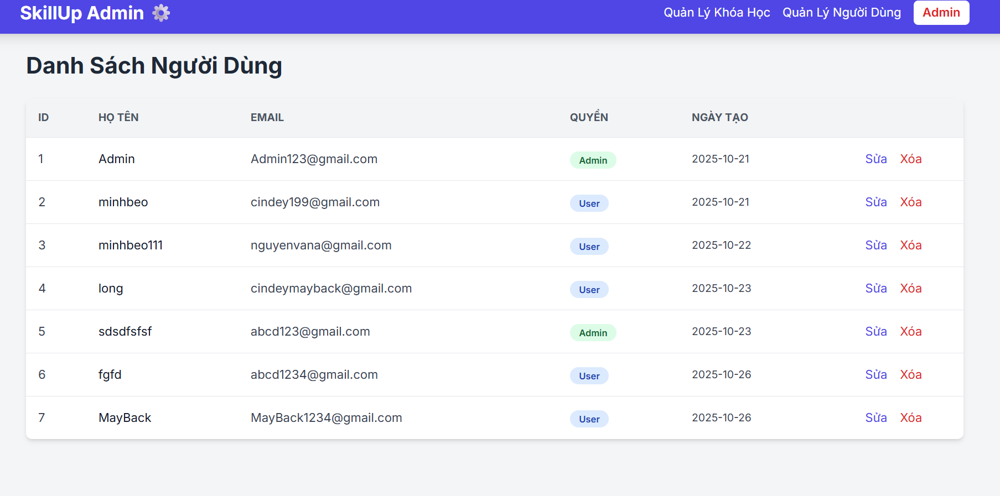 SkillUp Admin ⚙️ Quản Lý Khóa Học Quản Lý Người Dùng Admin
Danh Sách Người Dùng
ID HỌ TÊN EMAIL QUYỀN NGÀY TẠO
1 Admin Admin123@gmail.com Admin 2025-10-21 Sửa Xóa
2 minhbeo cindey199@gmail.com User 2025-10-21 Sửa Xóa
3 minhbeo111 nguyenvana@gmail.com User 2025-10-22 Sửa Xóa
4 long cindeymayback@gmail.com User 2025-10-23 Sửa Xóa
5 sdsdfsfsf abcd123@gmail.com Admin 2025-10-23 Sửa Xóa
6 fgfd abcd1234@gmail.com User 2025-10-26 Sửa Xóa
7 MayBack MayBack1234@gmail.com User 2025-10-26 Sửa Xóa